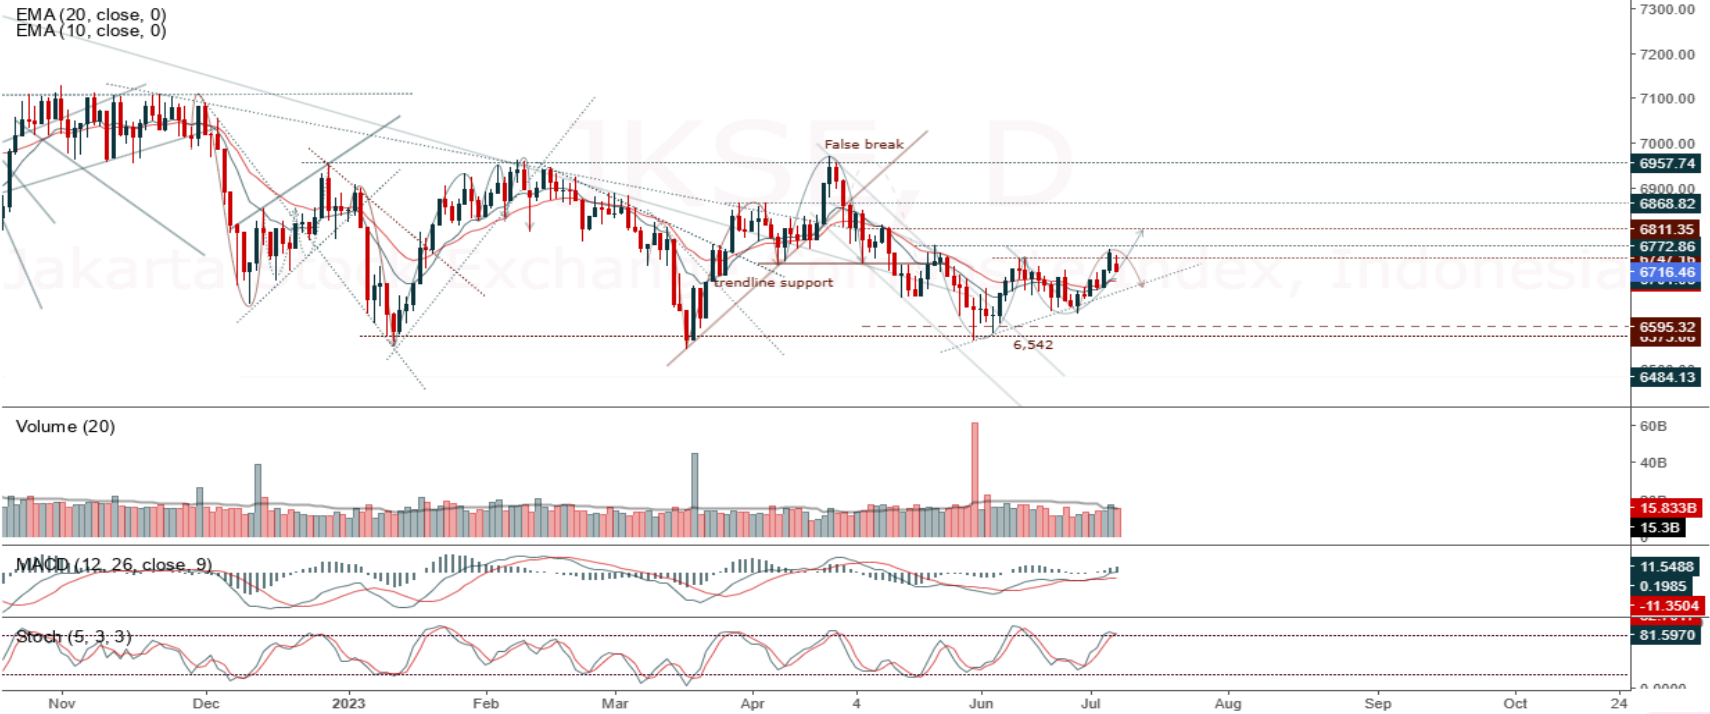 EMA (20, close, 0)
EMA (10, close, 0)
JKSE, D
7300.00
7200.00
7100.00
7000.00
6957.74
6900.00
6868.82
6811.35
6772.86
6716.46
6595.32
6484.13
False break
trendline support
6,542
Volume (20)
60B
40B
15.833B
15.3B
MACD (12, 26, close, 9)
11.5488
0.1985
-11.3504
Stoch (5, 3, 3)
81.5970
Nov Dec 2023 Feb Mar Apr 4 Jun Jul Aug Sep Oct 24